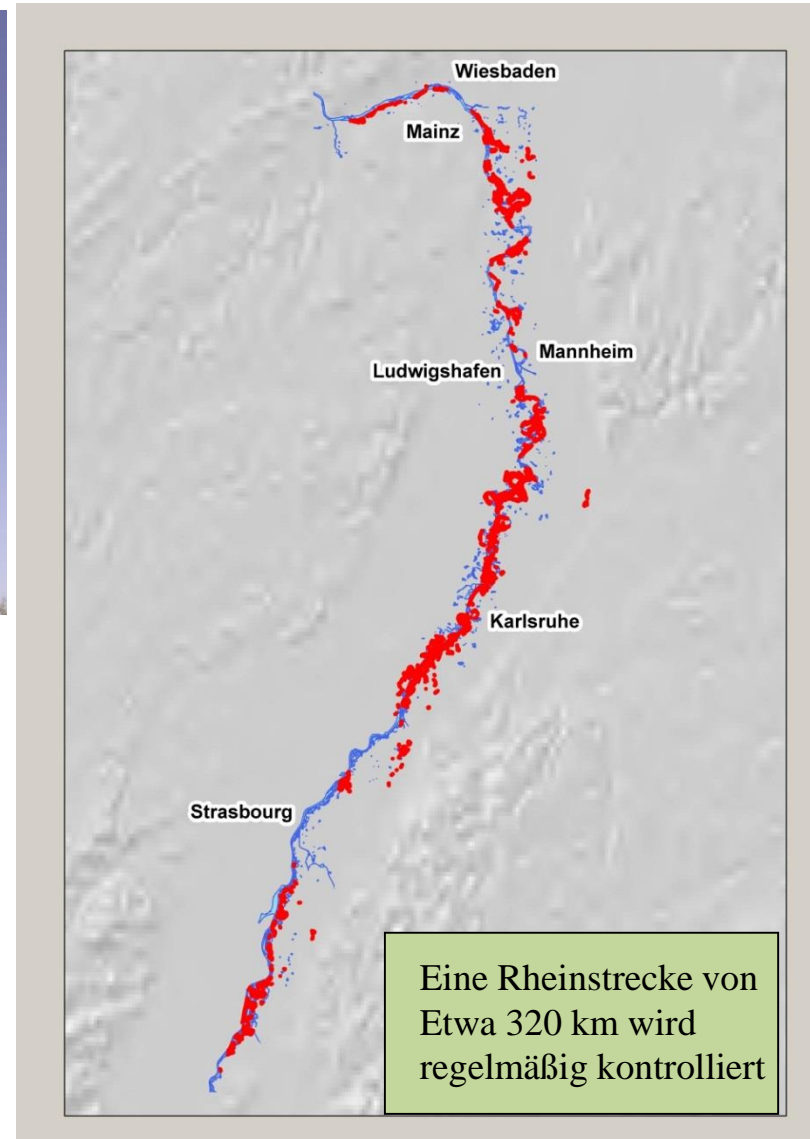 Wiesbaden
Mainz
Mannheim
Ludwigshafen
Karlsruhe
Strasbourg
Eine Rheinstrecke von
Etwa 320 km wird
regelmäßig kontrolliert